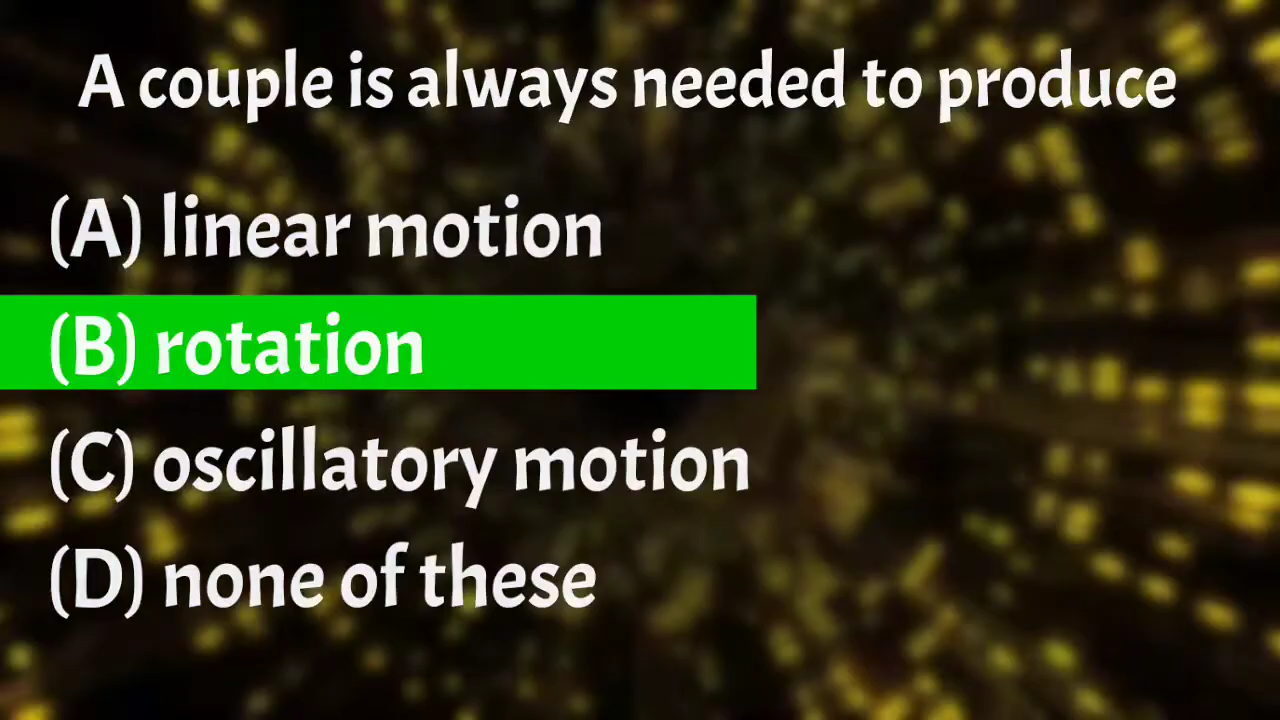 A couple is always needed to produce
(A) linear motion
(B) rotation
(C) oscillatory motion
(D) none of these